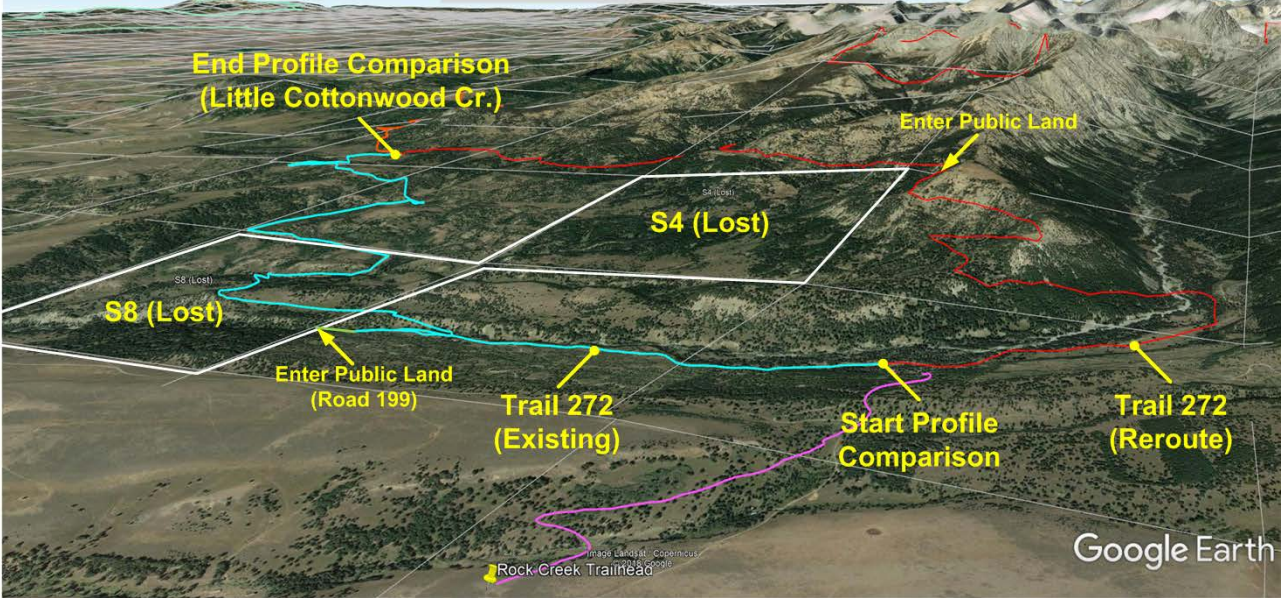 End Profile Comparison
(Little Cottonwood Cr.)
Enter Public Land
S4 (Lost)
S4 (Lost)
S8 (Lost)
S8 (Lost)
Enter Public Land
(Road 199)
Trail 272
(Existing)
Start Profile
Comparison
Trail 272
(Reroute)
Image Landsat / Copernicus
© 2018 Google
Rock Creek Trailhead
Google Earth